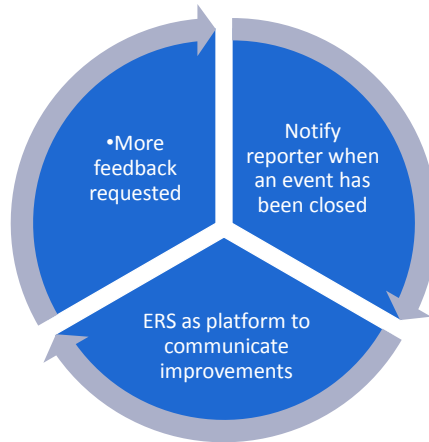 •More
feedback
requested
Notify
reporter when
an event has
been closed
ERS as platform to
communicate
improvements